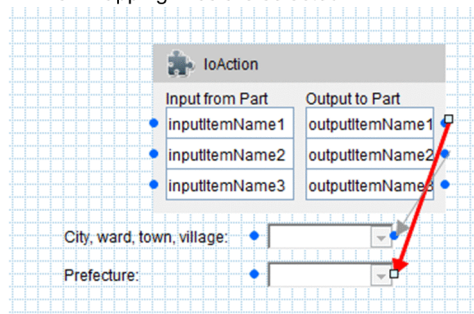 IoAction
Input from Part Output to Part
inputItemName1 outputItemName1
inputItemName2 outputItemName2
inputItemName3 outputItemName3
City, ward, town, village:
Prefecture: